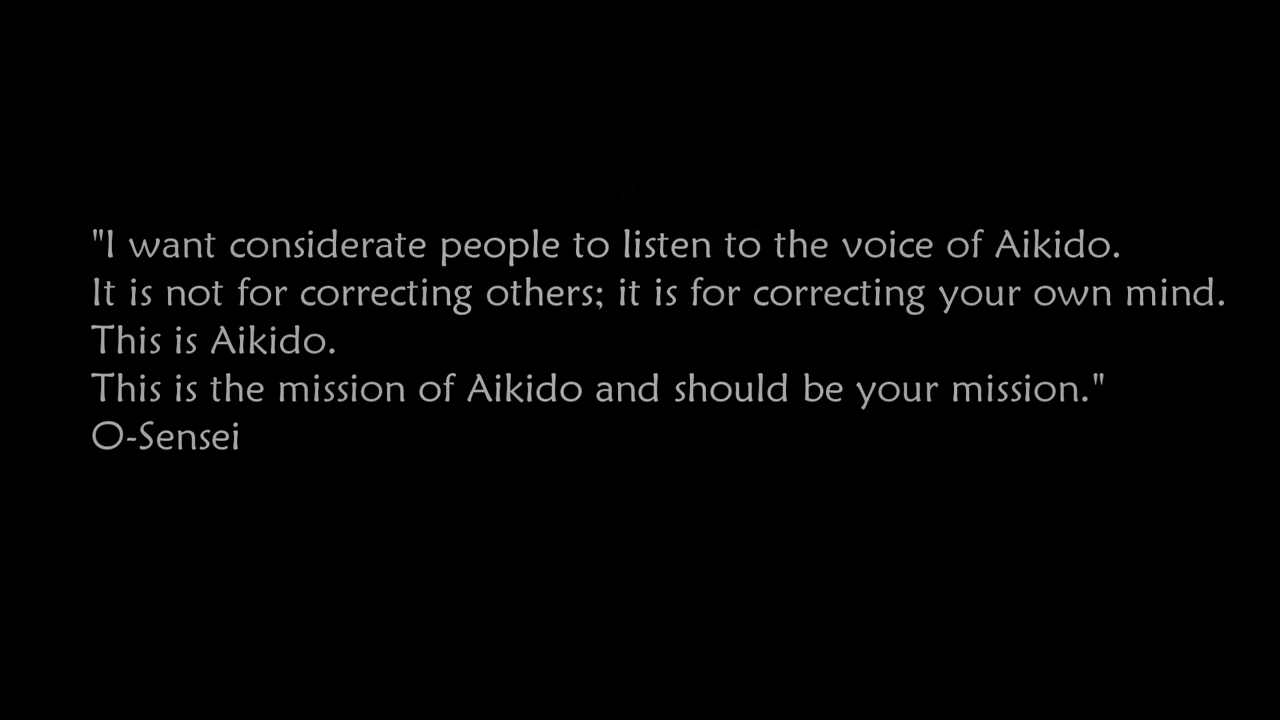 "I want considerate people to listen to the voice of Aikido.
It is not for correcting others; it is for correcting your own mind.
This is Aikido.
This is the mission of Aikido and should be your mission."
O-Sensei